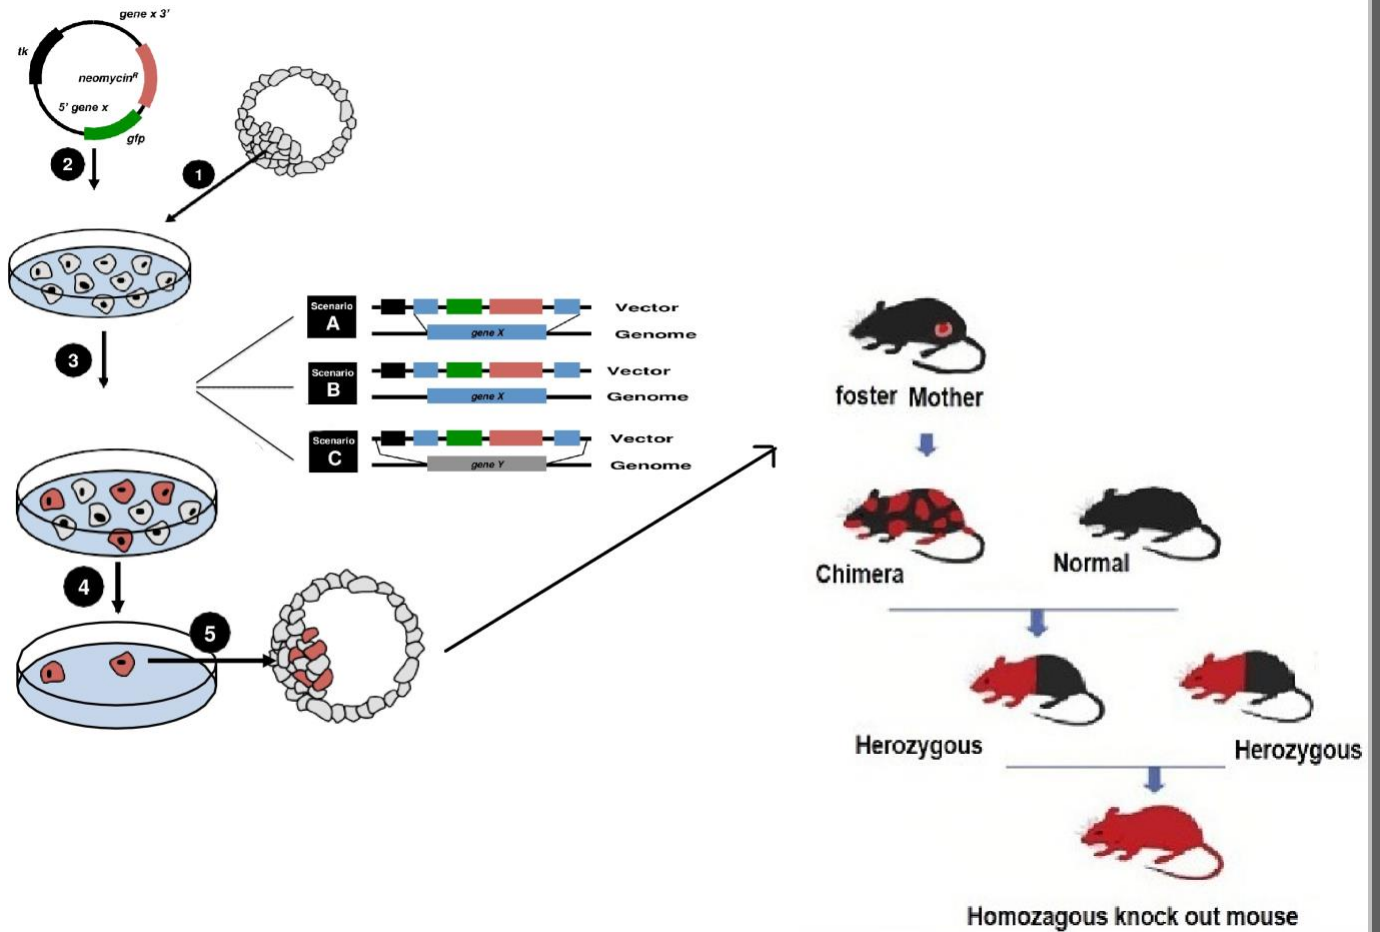 gene x 3'
tk
neomycinR
5' gene x
gfp
2
1
3
Scenario
A
Vector
gene X
Genome
Scenario
B
Vector
gene X
Genome
Scenario
C
Vector
gene Y
Genome
4
5
foster Mother
Chimera
Normal
Herozygous
Herozygous
Homozagous knock out mouse